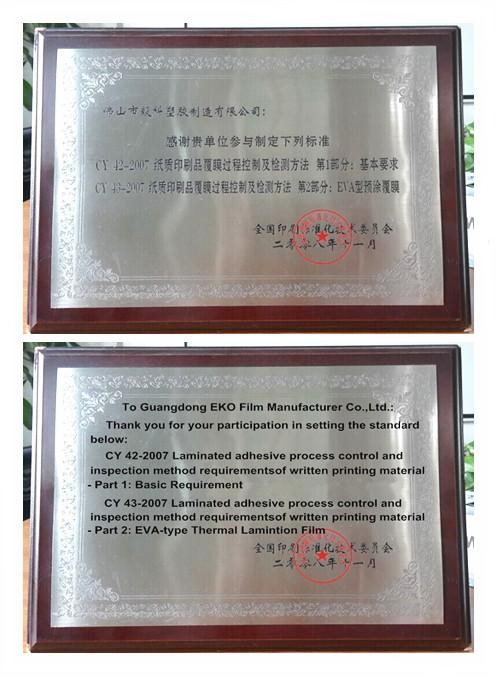 佛山市毅科塑胶制造有限公司：
感谢贵单位参与制定下列标准
CY 42-2007 纸质印刷品覆膜过程控制及检测方法 第1部分：基本要求
CY 43-2007 纸质印刷品覆膜过程控制及检测方法 第2部分：EVA型预涂覆膜
全国印刷标准化技术委员会
二零零八年十一月
To Guangdong EKO Film Manufacturer Co.,Ltd.:
Thank you for your participation in setting the standard
below:
CY 42-2007 Laminated adhesive process control and
inspection method requirementsof written printing material
- Part 1: Basic Requirement
CY 43-2007 Laminated adhesive process control and
inspection method requirementsof written printing material
- Part 2: EVA-type Thermal Lamintion Film
全国印刷标准化技术委员会
二零零八年十一月